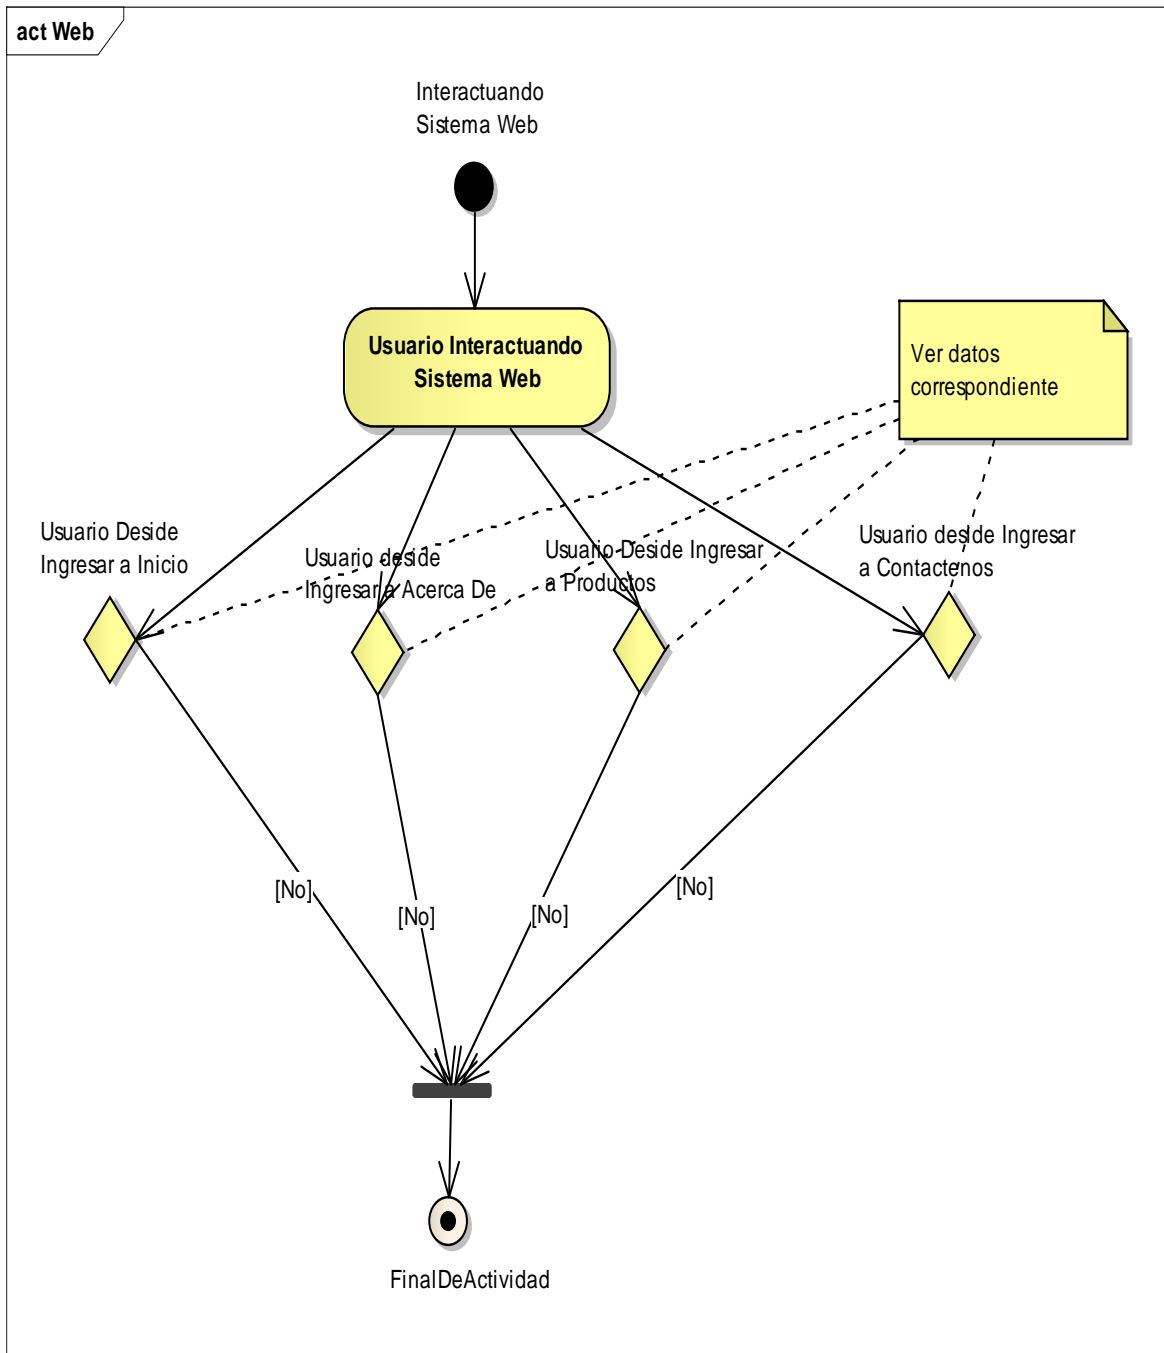 act Web
Interactuando
Sistema Web
Usuario Interactuando
Sistema Web
Ver datos
correspondiente
Usuario Deside
Ingresar a Inicio
Usuario deside
Ingresar a Acerca De
Usuario Deside Ingresar
a Productos
Usuario deside Ingresar
a Contactenos
[No]
[No]
[No]
[No]
FinalDeActividad